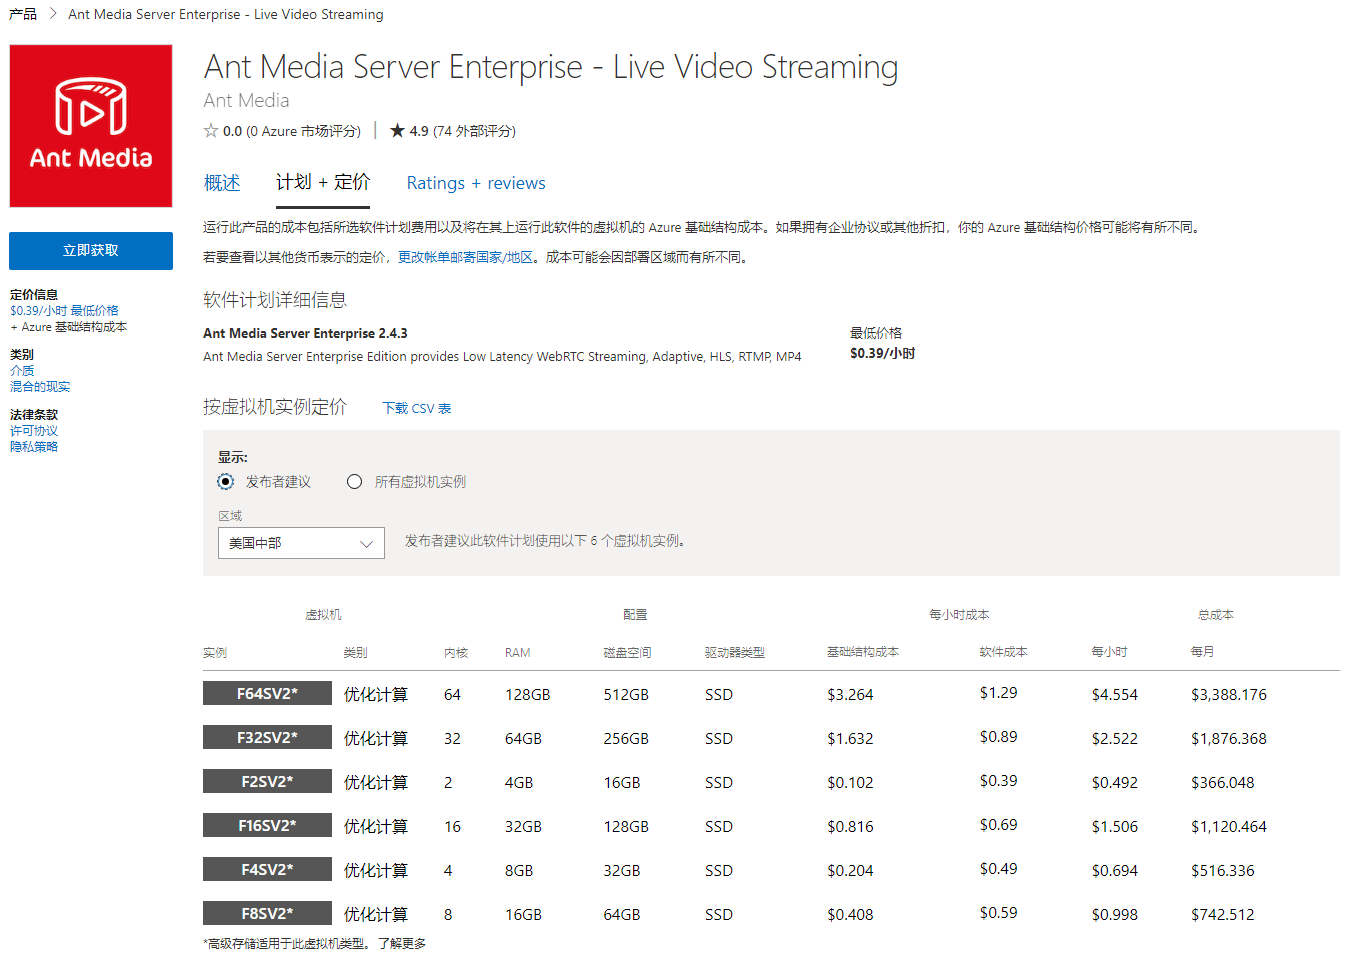 产品 > Ant Media Server Enterprise - Live Video Streaming
Ant Media
Ant Media Server Enterprise - Live Video Streaming
Ant Media
0.0 (0 Azure 市场评分) | 4.9 (74 外部评分)
概述 计划 + 定价 Ratings + reviews
立即获取
定价信息
$0.39/小时 最低价格
+ Azure 基础结构成本
类别
介质
混合的现实
法律条款
许可协议
隐私策略
运行此产品的成本包括所选软件计划费用以及将在其上运行此软件的虚拟机的 Azure 基础结构成本。如果拥有企业协议或其他折扣，你的 Azure 基础结构价格可能将有所不同。
若要查看以其他货币表示的定价，更改帐单邮寄国家/地区。成本可能会因部署区域而有所不同。
软件计划详细信息
Ant Media Server Enterprise 2.4.3
Ant Media Server Enterprise Edition provides Low Latency WebRTC Streaming, Adaptive, HLS, RTMP, MP4
最低价格
$0.39/小时
按虚拟机实例定价 下载 CSV 表
显示:
发布者建议 所有虚拟机实例
区域
美国中部 发布者建议此软件计划使用以下 6 个虚拟机实例。
虚拟机 配置 每小时成本 总成本
实例 类别 内核 RAM 磁盘空间 驱动器类型 基础结构成本 软件成本 每小时 每月
F64SV2* 优化计算 64 128GB 512GB SSD $3.264 $1.29 $4.554 $3,388.176
F32SV2* 优化计算 32 64GB 256GB SSD $1.632 $0.89 $2.522 $1,876.368
F2SV2* 优化计算 2 4GB 16GB SSD $0.102 $0.39 $0.492 $366.048
F16SV2* 优化计算 16 32GB 128GB SSD $0.816 $0.69 $1.506 $1,120.464
F4SV2* 优化计算 4 8GB 32GB SSD $0.204 $0.49 $0.694 $516.336
F8SV2* 优化计算 8 16GB 64GB SSD $0.408 $0.59 $0.998 $742.512
*高级存储适用于此虚拟机类型。 了解更多